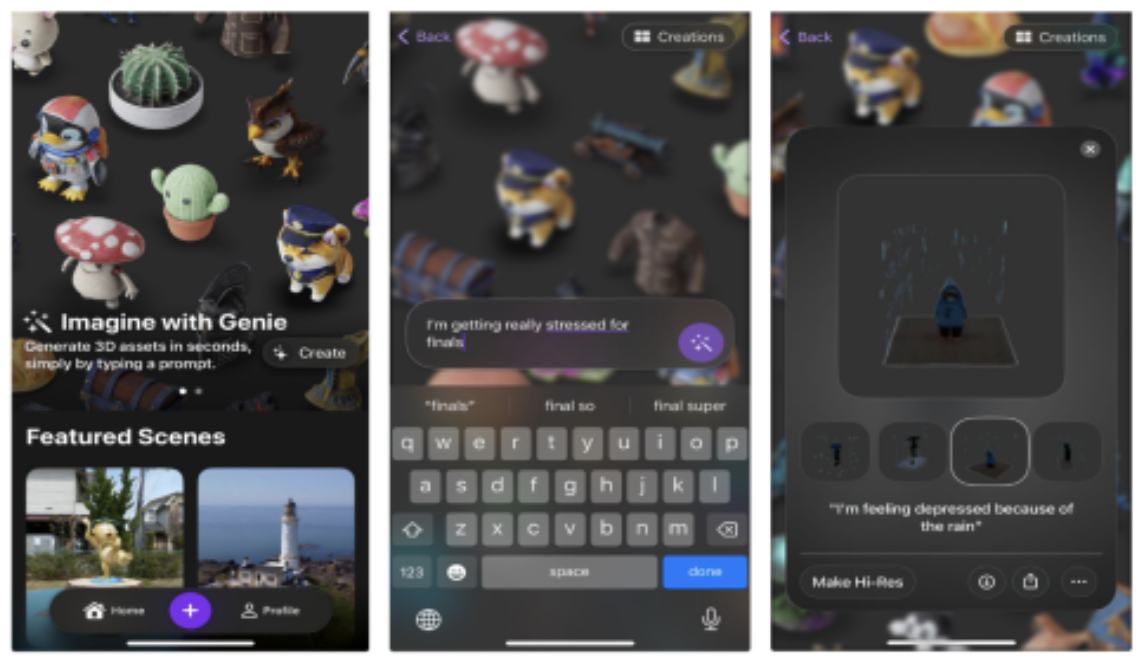 Imagine with Genie
Generate 3D assets in seconds,
simply by typing a prompt.
Create
Featured Scenes
Home
+
Profile
Back
Creations
I'm getting really stressed for
finals
"finals"
final so
final super
q w e r t y u i o p
a s d f g h j k l
z x c v b n m
123
space
done
Back
Creations
"I'm feeling depressed because of
the rain"
Make Hi-Res